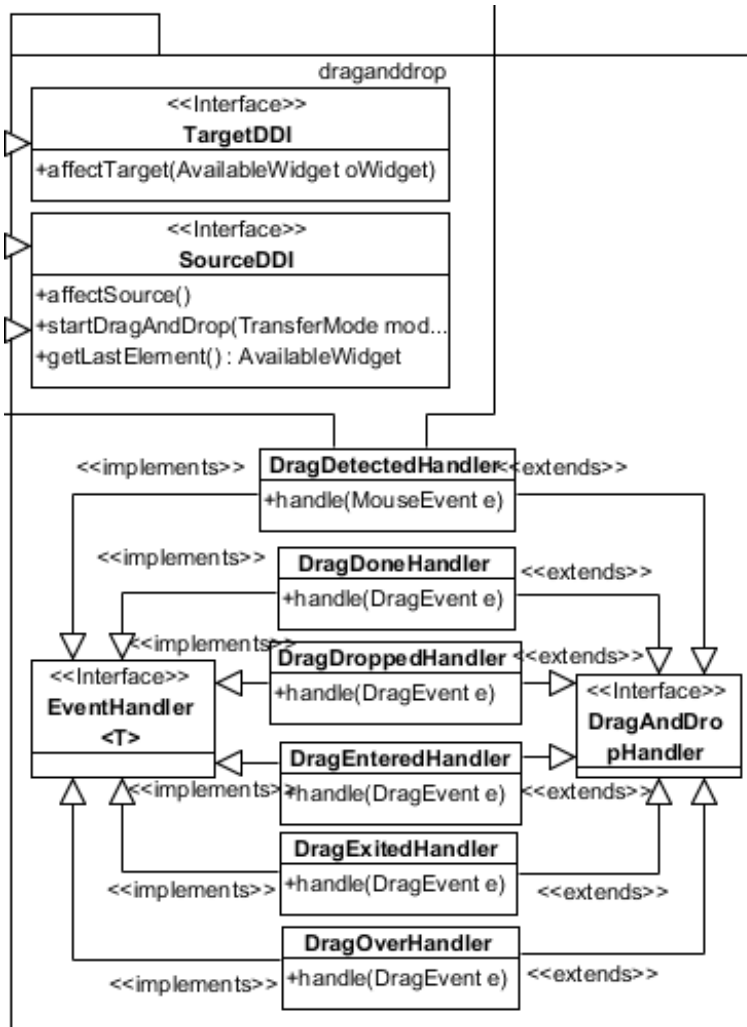 draganddrop
<<Interface>>
TargetDDI
+affectTarget(AvailableWidget oWidget)
<<Interface>>
SourceDDI
+affectSource()
+startDragAndDrop(TransferMode mod...
+getLastElement() : AvailableWidget
<<implements>>
DragDetectedHandler
<<extends>>
+handle(MouseEvent e)
<<implements>>
DragDoneHandler
<<extends>>
+handle(DragEvent e)
<<implements>>
DragDroppedHandler
<<extends>>
+handle(DragEvent e)
<<Interface>>
EventHandler
<T>
<<Interface>>
DragAndDro
pHandler
DragEnteredHandler
<<implements>>
+handle(DragEvent e)
<<extends>>
DragExitedHandler
<<implements>>
+handle(DragEvent e)
<<extends>>
DragOverHandler
<<implements>>
+handle(DragEvent e)
<<extends>>